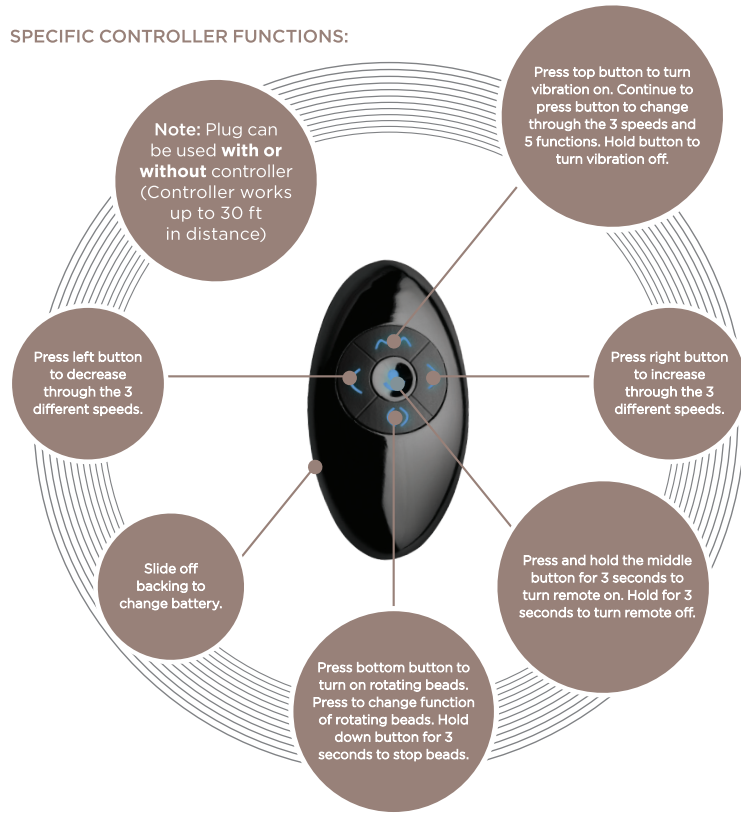 SPECIFIC CONTROLLER FUNCTIONS:
Press top button to turn
vibration on. Continue to
press button to change
through the 3 speeds and
5 functions. Hold button to
turn vibration off.
Note: Plug can
be used with or
without controller
(Controller works
up to 30 ft
in distance)
Press left button
to decrease
through the 3
different speeds.
Press right button
to increase
through the 3
different speeds.
Slide off
backing to
change battery.
Press and hold the middle
button for 3 seconds to
turn remote on. Hold for 3
seconds to turn remote off.
Press bottom button to
turn on rotating beads.
Press to change function
of rotating beads. Hold
down button for 3
seconds to stop beads.